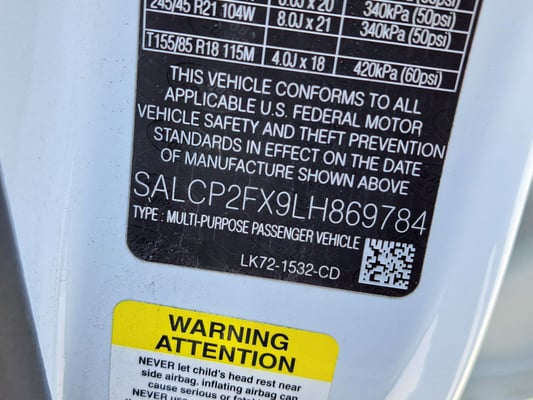 340kPa (50psi)
245/45 R21 104W 8.0J x 21 340kPa (50psi)
T155/85 R18 115M 4.0J x 18 420kPa (60psi)
THIS VEHICLE CONFORMS TO ALL
APPLICABLE U.S. FEDERAL MOTOR
VEHICLE SAFETY AND THEFT PREVENTION
STANDARDS IN EFFECT ON THE DATE
OF MANUFACTURE SHOWN ABOVE
SALCP2FX9LH869784
TYPE : MULTI-PURPOSE PASSENGER VEHICLE
LK72-1532-CD
WARNING
ATTENTION
NEVER let child's head rest near
side airbag. inflating airbag can
cause serious or fatal
NEVER